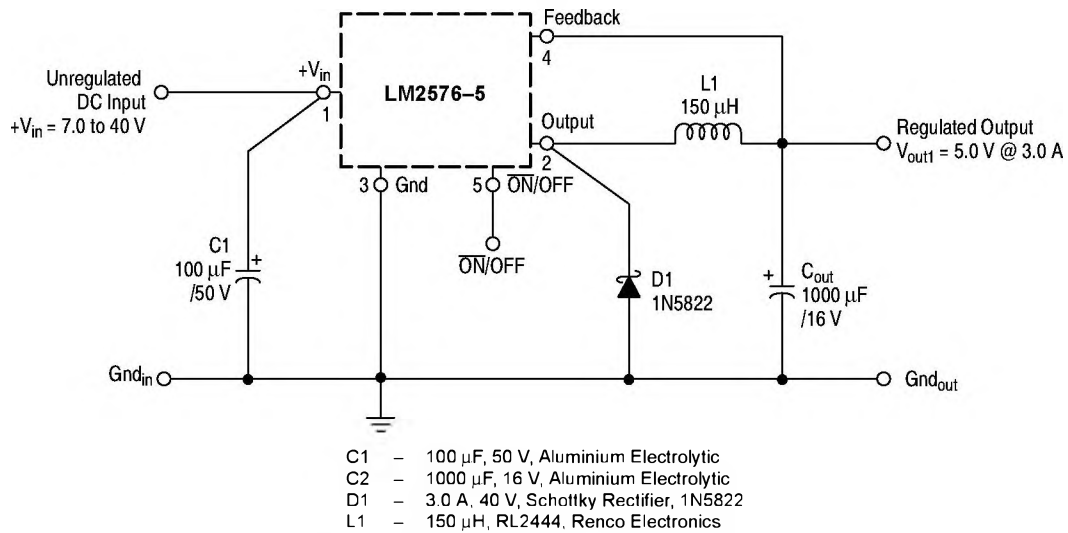 Feedback
4
Unregulated
DC Input
+Vin = 7.0 to 40 V
+Vin
1
LM2576–5
L1
150 µH
Output
2
Regulated Output
Vout1 = 5.0 V @ 3.0 A
3 Gnd
5 ON/OFF
ON/OFF
C1
100 µF
/50 V
+
D1
1N5822
+
Cout
1000 µF
/16 V
Gndin
Gndout
C1 – 100 µF, 50 V, Aluminium Electrolytic
C2 – 1000 µF, 16 V, Aluminium Electrolytic
D1 – 3.0 A, 40 V, Schottky Rectifier, 1N5822
L1 – 150 µH, RL2444, Renco Electronics